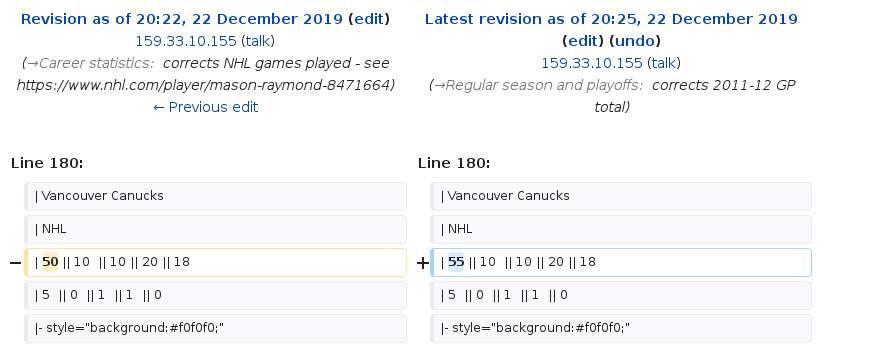 Revision as of 20:22, 22 December 2019 (edit)
159.33.10.155 (talk)
(→Career statistics: corrects NHL games played - see
https://www.nhl.com/player/mason-raymond-8471664)
← Previous edit
Latest revision as of 20:25, 22 December 2019
(edit) (undo)
159.33.10.155 (talk)
(→Regular season and playoffs: corrects 2011-12 GP
total)
Line 180:
Line 180:
| Vancouver Canucks
| Vancouver Canucks
| NHL
| NHL
− | 50 || 10 || 10 || 20 || 18
+ | 55 || 10 || 10 || 20 || 18
| 5 || 0 || 1 || 1 || 0
| 5 || 0 || 1 || 1 || 0
|- style="background:#f0f0f0;"
|- style="background:#f0f0f0;"